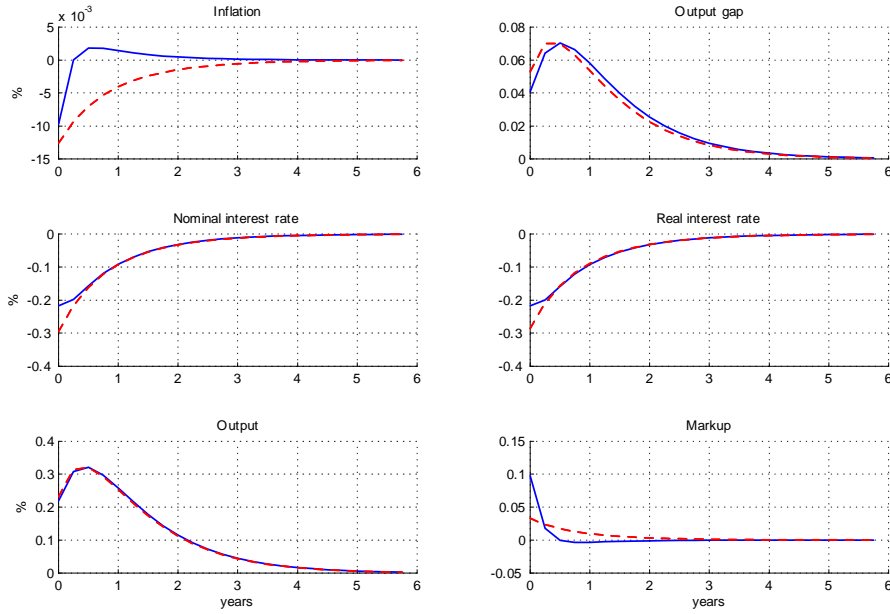 Inflation
Output gap
x 10-3
5
0
-5
-10
-15
%
0 1 2 3 4 5 6
0.08
0.06
0.04
0.02
0
0 1 2 3 4 5 6
Nominal interest rate
Real interest rate
0
-0.1
-0.2
-0.3
-0.4
%
0 1 2 3 4 5 6
0
-0.1
-0.2
-0.3
-0.4
0 1 2 3 4 5 6
Output
Markup
0.4
0.3
0.2
0.1
0
%
0 1 2 3 4 5 6
years
0.15
0.1
0.05
0
-0.05
0 1 2 3 4 5 6
years